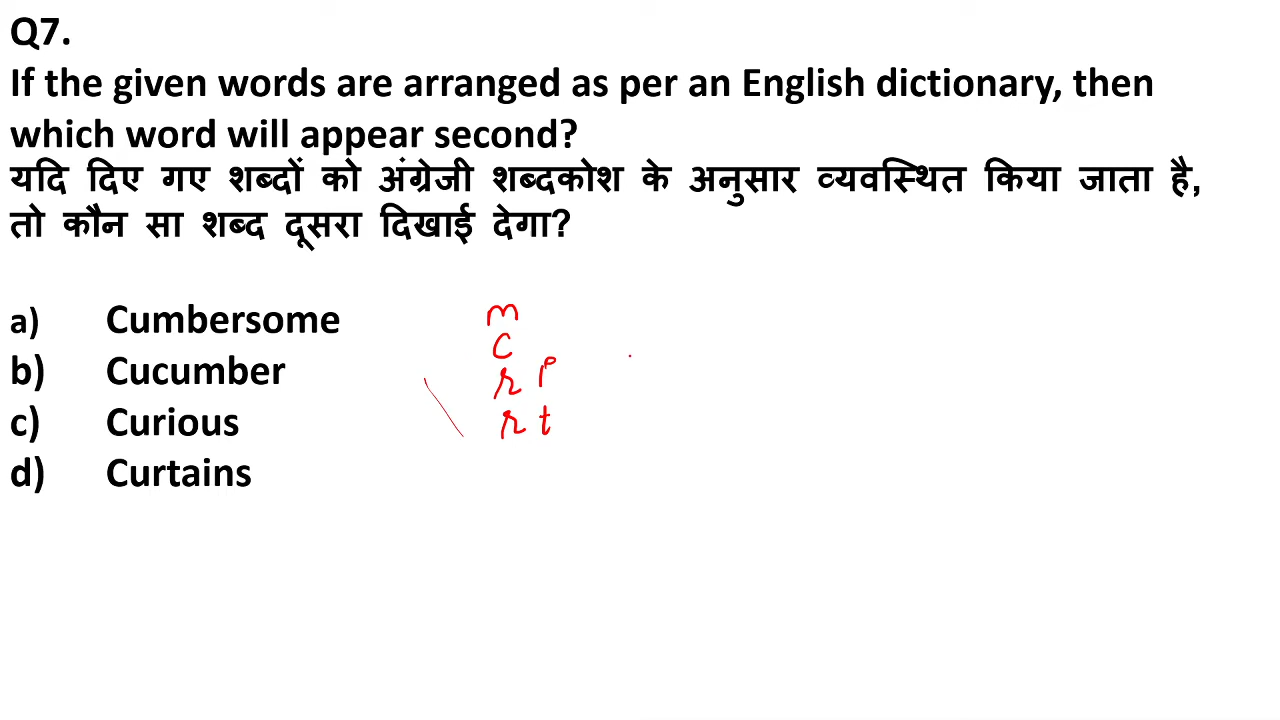 Q7.
If the given words are arranged as per an English dictionary, then
which word will appear second?
यदि दिए गए शब्दों को अंग्रेजी शब्दकोश के अनुसार व्यवस्थित किया जाता है,
तो कौन सा शब्द दूसरा दिखाई देगा?
a) Cumbersome m
b) Cucumber c
c) Curious r i
d) Curtains r t